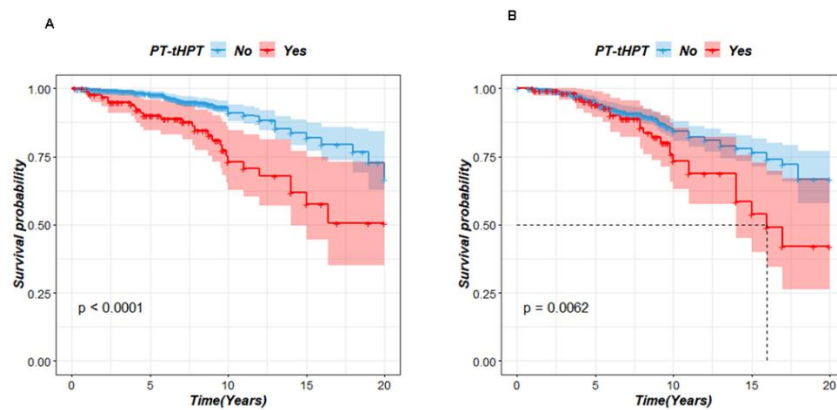 A
PT-tHPT No Yes
1.00
0.75
0.50
0.25
0.00
Survival probability
p < 0.0001
0 5 10 15 20
Time(Years)
B
PT-tHPT No Yes
1.00
0.75
0.50
0.25
0.00
Survival probability
p = 0.0062
0 5 10 15 20
Time(Years)